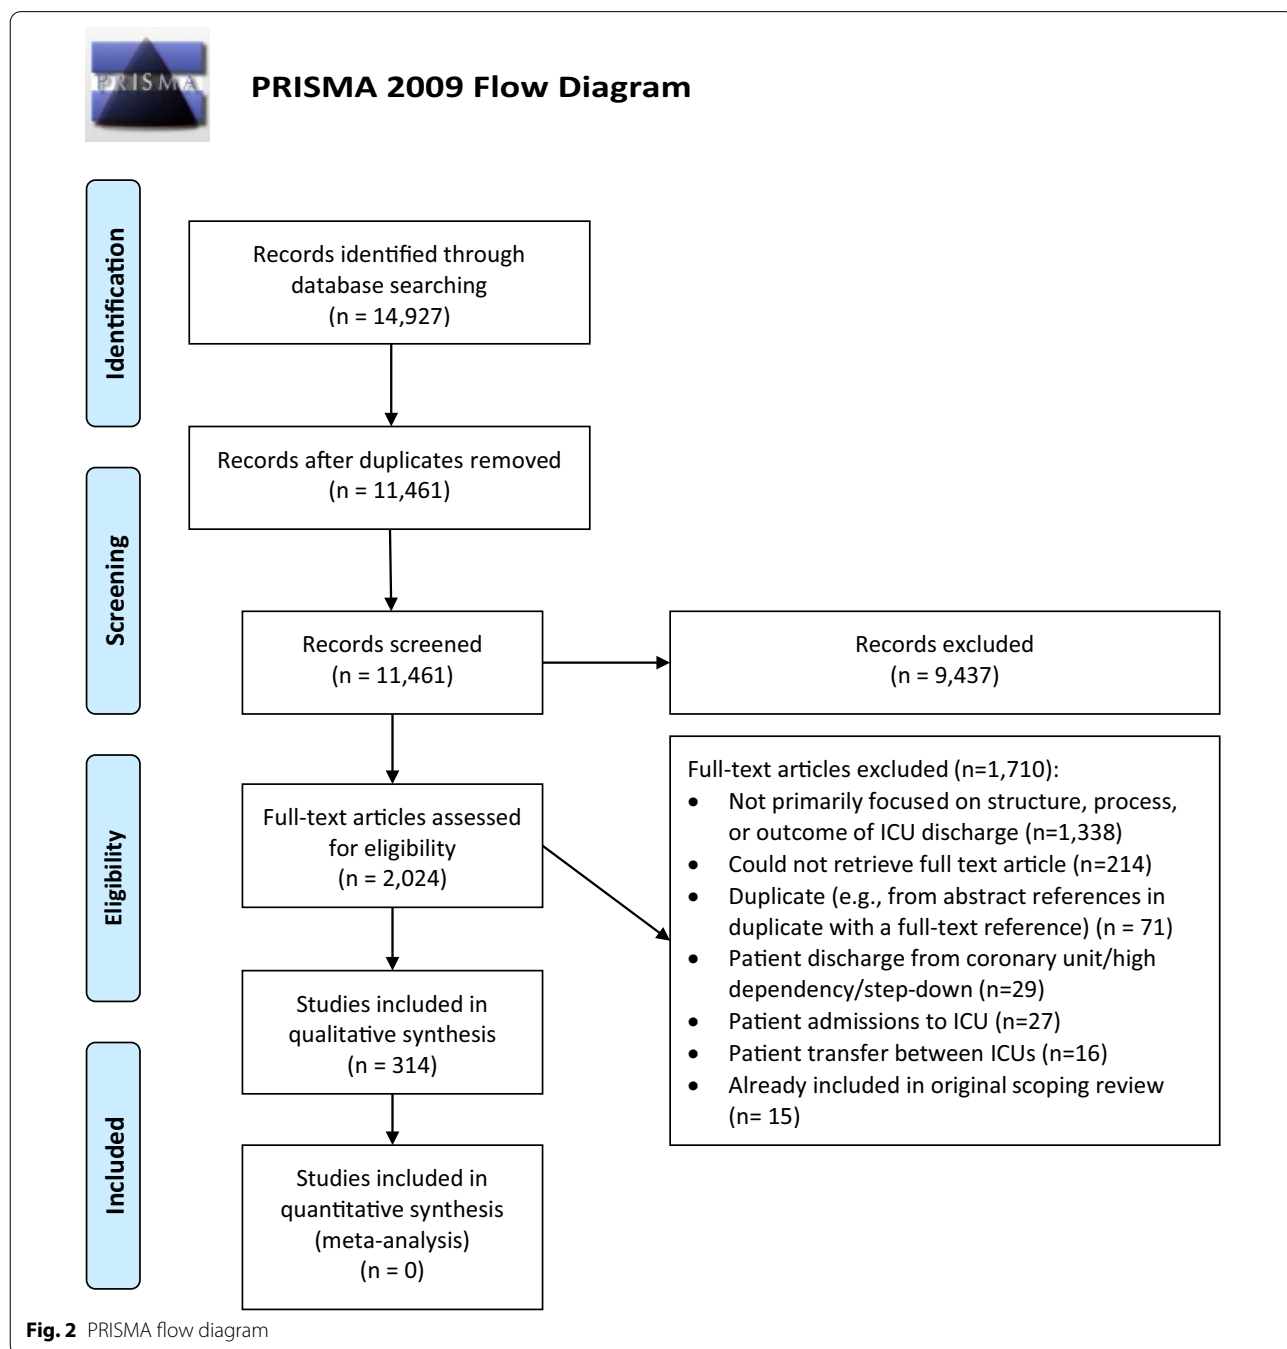 PRISMA
PRISMA 2009 Flow Diagram
Identification
Records identified through
database searching
(n = 14,927)
Records after duplicates removed
(n = 11,461)
Screening
Records screened
(n = 11,461)
Records excluded
(n = 9,437)
Eligibility
Full-text articles assessed
for eligibility
(n = 2,024)
Full-text articles excluded (n=1,710):
• Not primarily focused on structure, process,
or outcome of ICU discharge (n=1,338)
• Could not retrieve full text article (n=214)
• Duplicate (e.g., from abstract references in
duplicate with a full-text reference) (n = 71)
• Patient discharge from coronary unit/high
dependency/step-down (n=29)
• Patient admissions to ICU (n=27)
• Patient transfer between ICUs (n=16)
• Already included in original scoping review
(n= 15)
Studies included in
qualitative synthesis
(n = 314)
Included
Studies included in
quantitative synthesis
(meta-analysis)
(n = 0)
Fig. 2 PRISMA flow diagram